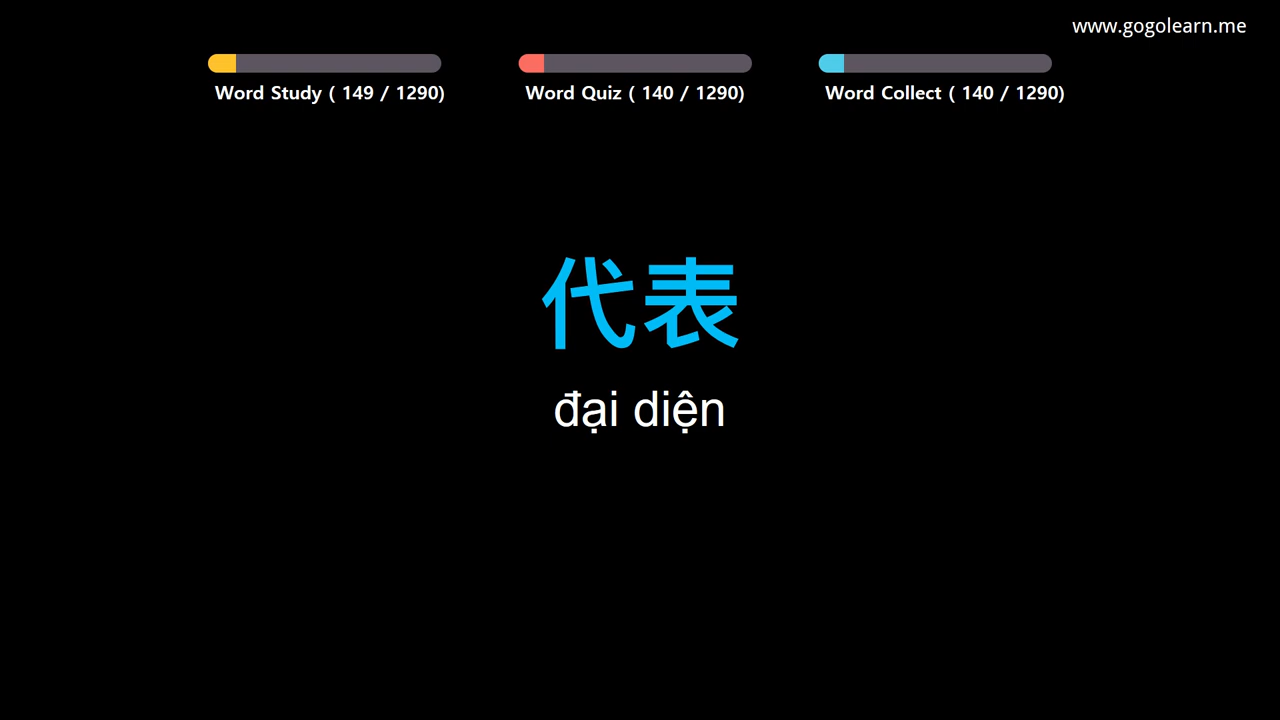 www.gogolearn.me
Word Study ( 149 / 1290)
Word Quiz ( 140 / 1290)
Word Collect ( 140 / 1290)
代表
đại diện